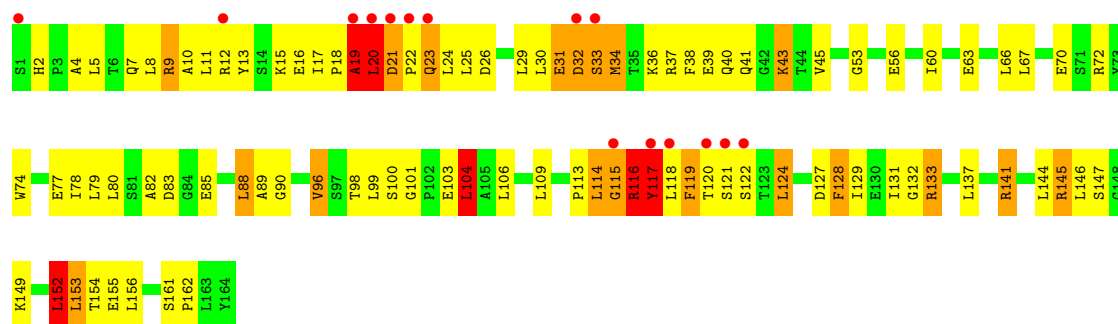 S1 H2 P3 A4 L5 T6 Q7 L8 R9 A10 L11 R12 Y13 S14 K15 E16 I17 P18 A19 L20 D21 P22 Q23 L24 L25 D26 L29 L30 E31 D32 S33 M34 T35 K36 R37 F38 E39 Q40 Q41 G42 K43 T44 V45 G53 E56 I60 E63 L66 L67 E70 S71 R72 Y73
W74 E77 I78 L79 L80 S81 A82 D83 G84 E85 L88 A89 G90 V96 S97 T98 L99 S100 G101 P102 E103 L104 A105 L106 L109 P113 L114 G115 R116 Y117 L118 F119 T120 S121 S122 T123 L124 D127 F128 I129 E130 I131 G132 R133 L137 R141 L144 R145 L146 S147 G148
K149 L152 L153 T154 E155 L156 S161 P162 L163 Y164